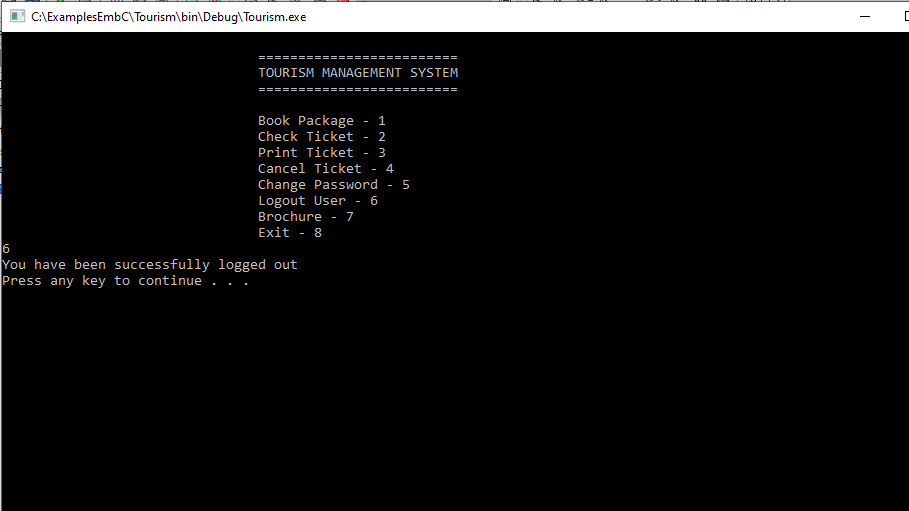 C:\ExamplesEmbC\Tourism\bin\Debug\Tourism.exe
=========================
TOURISM MANAGEMENT SYSTEM
=========================
Book Package - 1
Check Ticket - 2
Print Ticket - 3
Cancel Ticket - 4
Change Password - 5
Logout User - 6
Brochure - 7
Exit - 8
6
You have been successfully logged out
Press any key to continue . . .